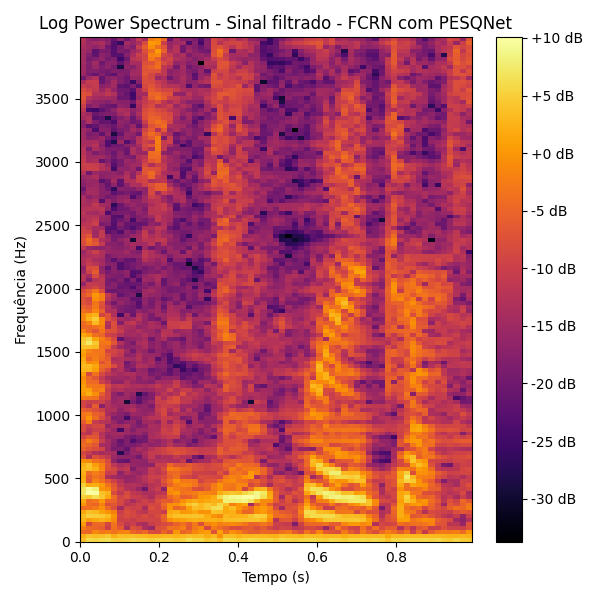 Log Power Spectrum - Sinal filtrado - FCRN com PESQNet
+10 dB
+5 dB
+0 dB
-5 dB
-10 dB
-15 dB
-20 dB
-25 dB
-30 dB
Frequência (Hz)
3500
3000
2500
2000
1500
1000
500
0
0.0 0.2 0.4 0.6 0.8
Tempo (s)